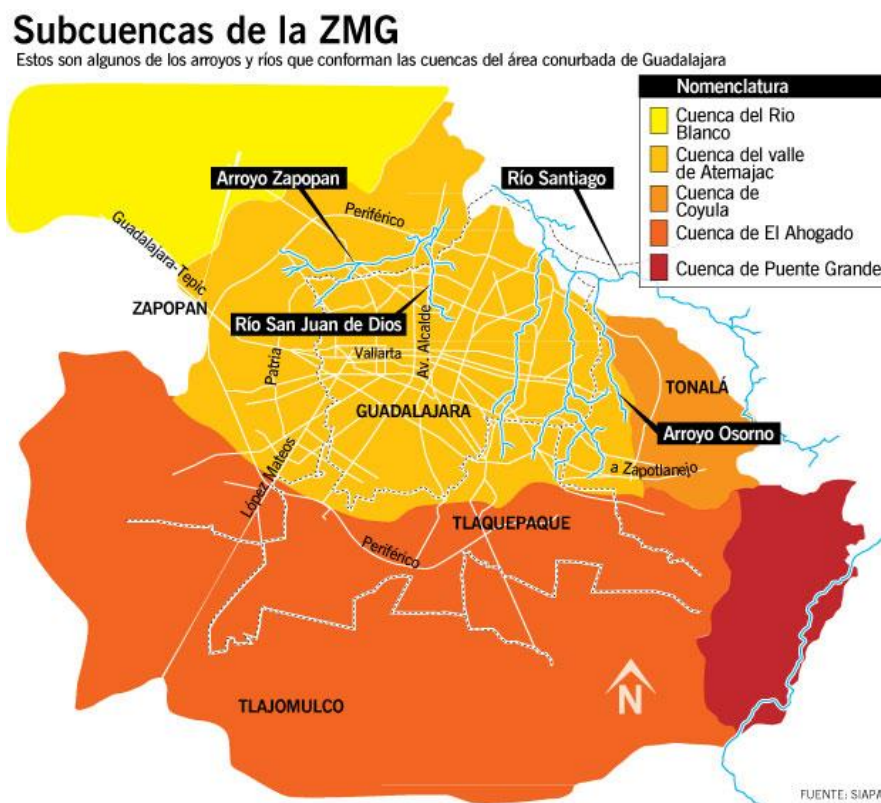 Subcuencas de la ZMG
Estos son algunos de los arroyos y ríos que conforman las cuencas del área conurbada de Guadalajara
Nomenclatura
Cuenca del Rio
Blanco
Cuenca del valle
de Atemajac
Cuenca de
Coyula
Cuenca de El Ahogado
Cuenca de Puente Grande
Arroyo Zapopan
Río Santiago
Periférico
Guadalajara-Tepic
ZAPOPAN
Río San Juan de Dios
Av. Alcalde
Patria
Vallarta
TONALÁ
GUADALAJARA
Arroyo Osorno
López Mateos
a Zapotlanejo
TLAQUEPAQUE
Periférico
TLAJOMULCO
N
FUENTE: SIAPA